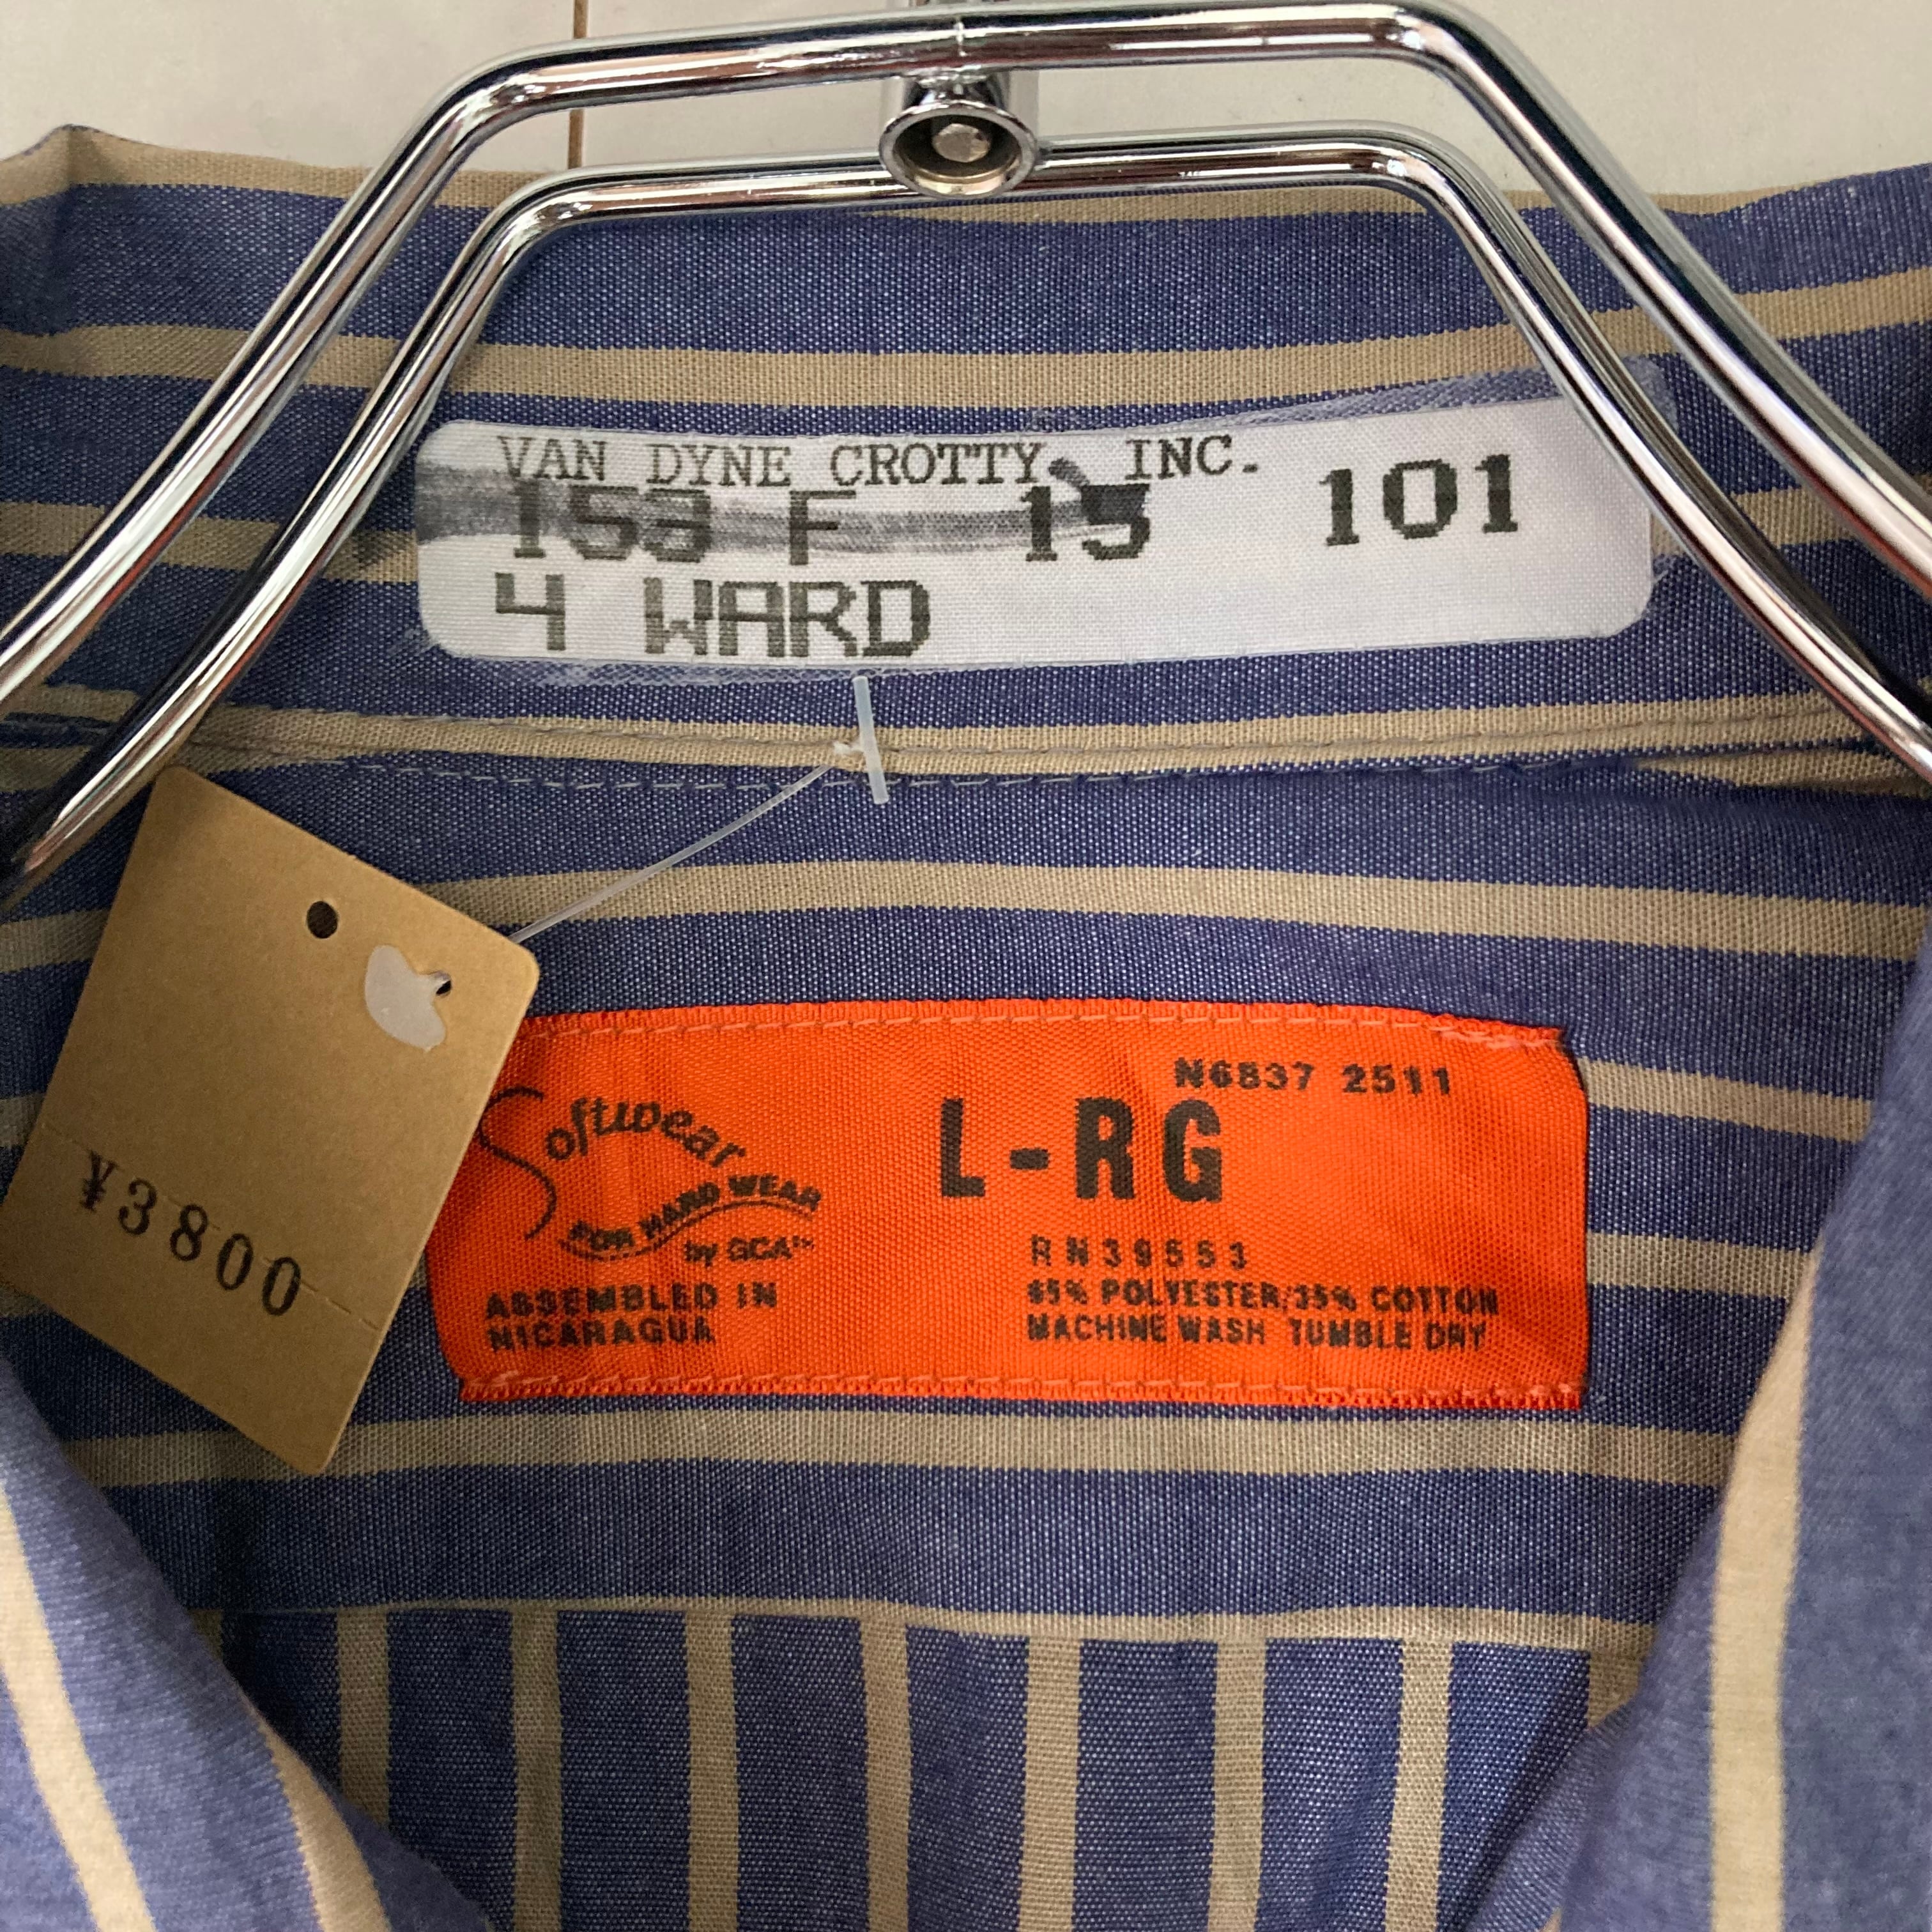 VAN DYNE CROTTY, INC.
153 F 15 101
4 WARD
¥3800
N6837 2511
Softwear
L-RG
FOR HARD WEAR
by GCA™
RN39553
ASSEMBLED IN
NICARAGUA
65% POLYESTER/35% COTTON
MACHINE WASH TUMBLE DRY